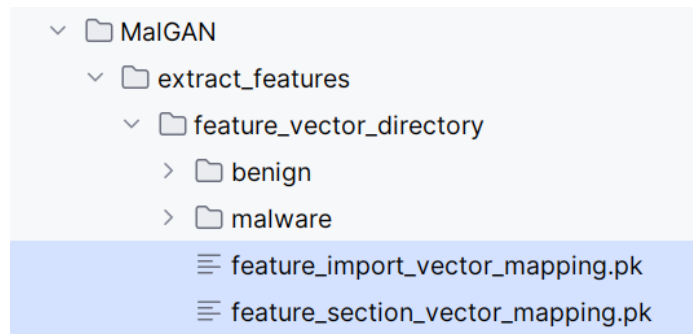 MalGAN
extract_features
feature_vector_directory
benign
malware
feature_import_vector_mapping.pk
feature_section_vector_mapping.pk